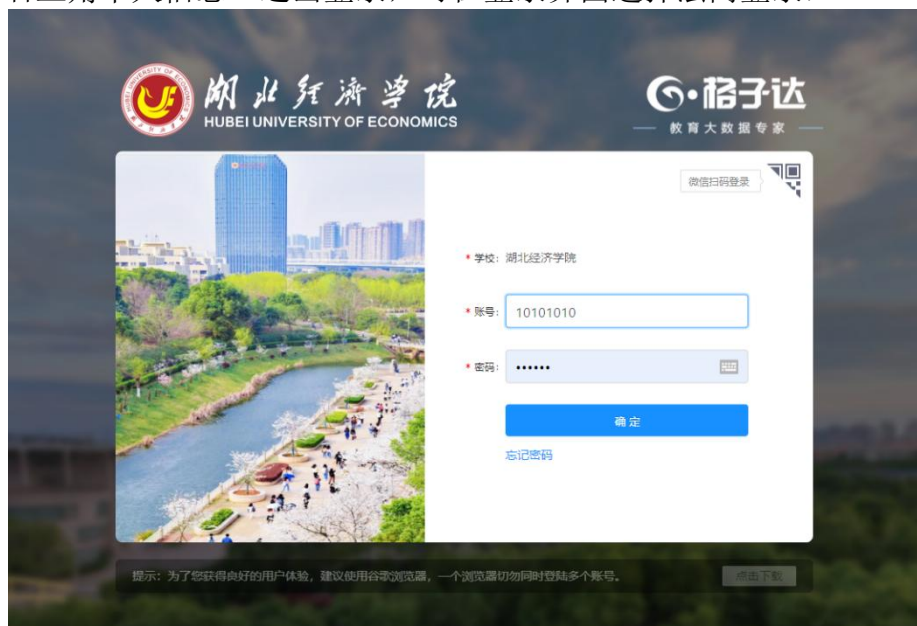 湖北经济学院
HUBEI UNIVERSITY OF ECONOMICS
格子达
教育大数据专家
微信扫码登录
* 学校: 湖北经济学院
* 账号: 10101010
* 密码: ••••••
确 定
忘记密码
提示：为了您获得良好的用户体验，建议使用谷歌浏览器，一个浏览器切勿同时登陆多个账号。
点击下载